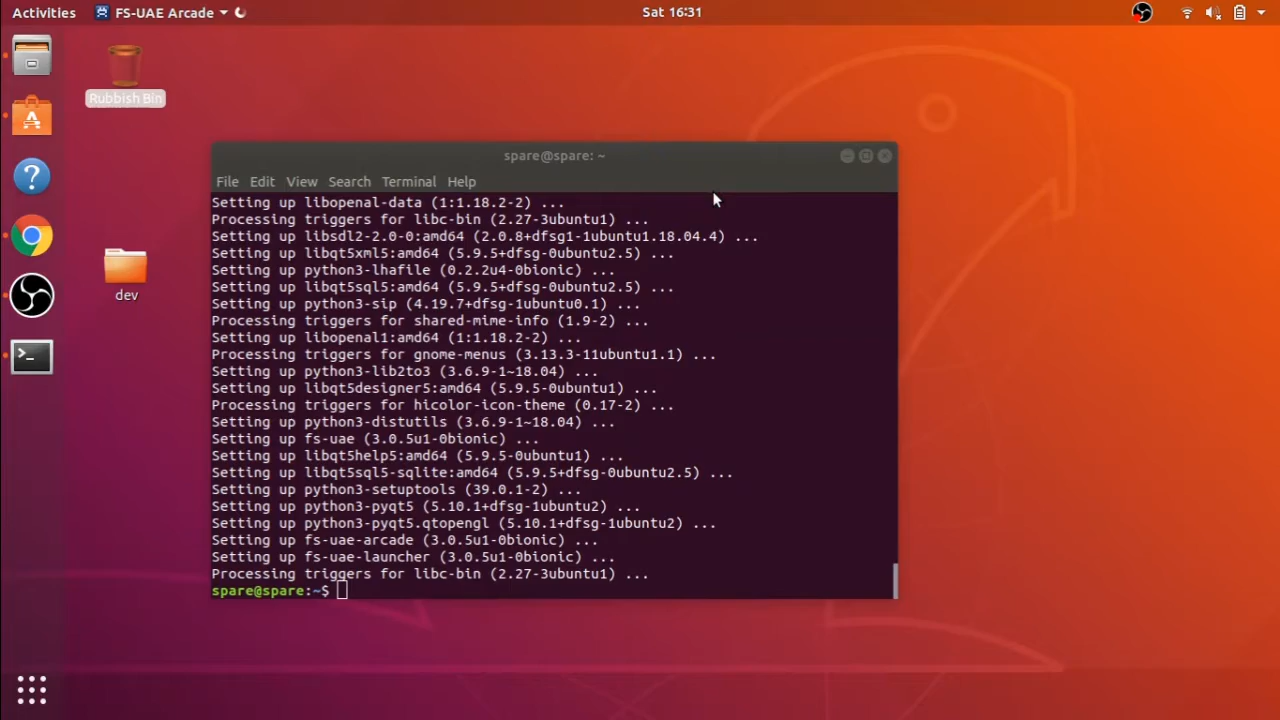 Activities FS-UAE Arcade Sat 16:31
Rubbish Bin
dev
spare@spare: ~
File Edit View Search Terminal Help
Setting up libopenal-data (1:1.18.2-2) ...
Processing triggers for libc-bin (2.27-3ubuntu1) ...
Setting up libsdl2-2.0-0:amd64 (2.0.8+dfsg1-1ubuntu1.18.04.4) ...
Setting up libqt5xml5:amd64 (5.9.5+dfsg-0ubuntu2.5) ...
Setting up python3-lhafile (0.2.2u4-0bionic) ...
Setting up libqt5sql5:amd64 (5.9.5+dfsg-0ubuntu2.5) ...
Setting up python3-sip (4.19.7+dfsg-1ubuntu0.1) ...
Processing triggers for shared-mime-info (1.9-2) ...
Setting up libopenal1:amd64 (1:1.18.2-2) ...
Processing triggers for gnome-menus (3.13.3-11ubuntu1.1) ...
Setting up python3-lib2to3 (3.6.9-1~18.04) ...
Setting up libqt5designer5:amd64 (5.9.5-0ubuntu1) ...
Processing triggers for hicolor-icon-theme (0.17-2) ...
Setting up python3-distutils (3.6.9-1~18.04) ...
Setting up fs-uae (3.0.5u1-0bionic) ...
Setting up libqt5help5:amd64 (5.9.5-0ubuntu1) ...
Setting up libqt5sql5-sqlite:amd64 (5.9.5+dfsg-0ubuntu2.5) ...
Setting up python3-setuptools (39.0.1-2) ...
Setting up python3-pyqt5 (5.10.1+dfsg-1ubuntu2) ...
Setting up python3-pyqt5.qtopengl (5.10.1+dfsg-1ubuntu2) ...
Setting up fs-uae-arcade (3.0.5u1-0bionic) ...
Setting up fs-uae-launcher (3.0.5u1-0bionic) ...
Processing triggers for libc-bin (2.27-3ubuntu1) ...
spare@spare:~$